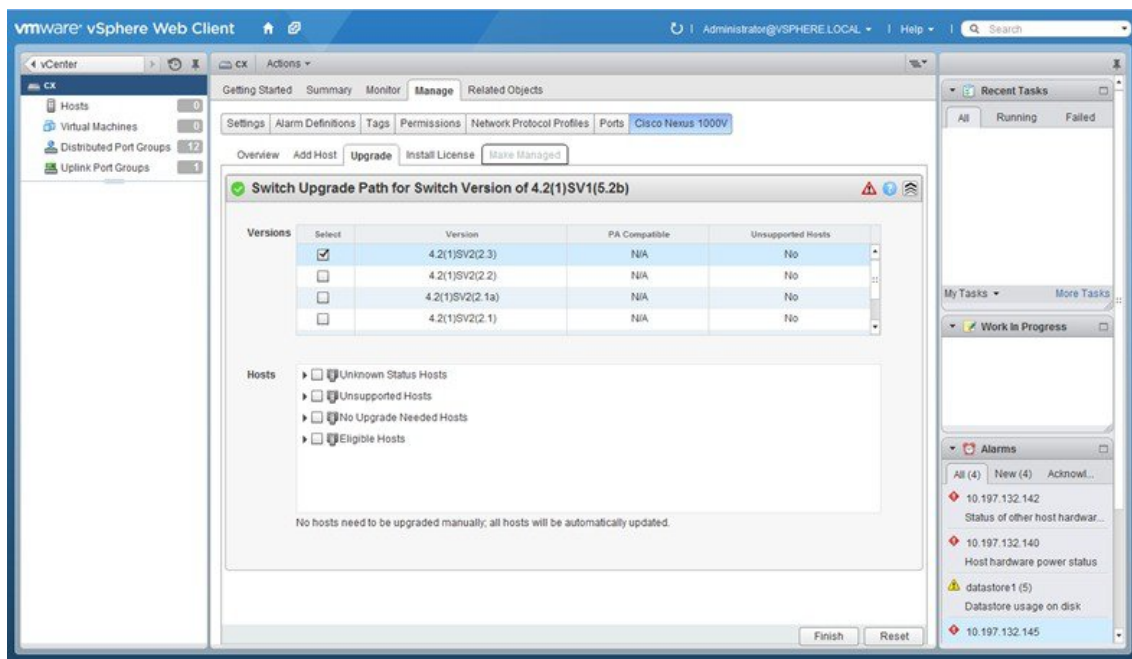 vmware® vSphere Web Client
Administrator@VSPHERE.LOCAL
Help
Search
vCenter
CX
Hosts 0
Virtual Machines 0
Distributed Port Groups 12
Uplink Port Groups 1
CX Actions
Getting Started Summary Monitor Manage Related Objects
Settings Alarm Definitions Tags Permissions Network Protocol Profiles Ports Cisco Nexus 1000V
Overview Add Host Upgrade Install License Make Managed
Switch Upgrade Path for Switch Version of 4.2(1)SV1(5.2b)
Versions Select Version PA Compatible Unsupported Hosts
4.2(1)SV2(2.3) N/A No
4.2(1)SV2(2.2) N/A No
4.2(1)SV2(2.1a) N/A No
4.2(1)SV2(2.1) N/A No
Hosts
Unknown Status Hosts
Unsupported Hosts
No Upgrade Needed Hosts
Eligible Hosts
No hosts need to be upgraded manually; all hosts will be automatically updated.
Finish Reset
Recent Tasks
All Running Failed
My Tasks More Tasks
Work In Progress
Alarms
All (4) New (4) Acknowl...
10.197.132.142
Status of other host hardwar...
10.197.132.140
Host hardware power status
datastore1 (5)
Datastore usage on disk
10.197.132.145